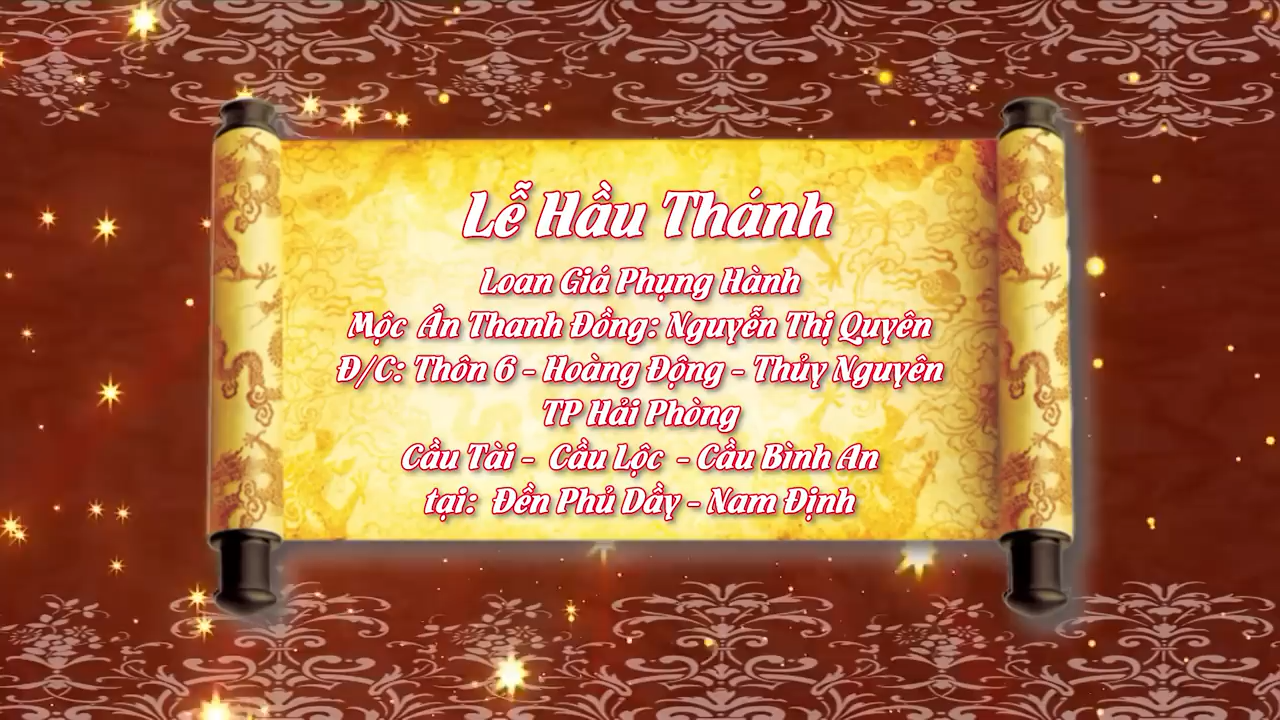 Lễ Hầu Thánh
Loan Giá Phụng Hành
Mộc Ân Thanh Đồng: Nguyễn Thị Quyên
Đ/C: Thôn 6 - Hoàng Động - Thủy Nguyên
TP Hải Phòng
Cầu Tài - Cầu Lộc - Cầu Bình An
tại: Đền Phủ Dầy - Nam Định